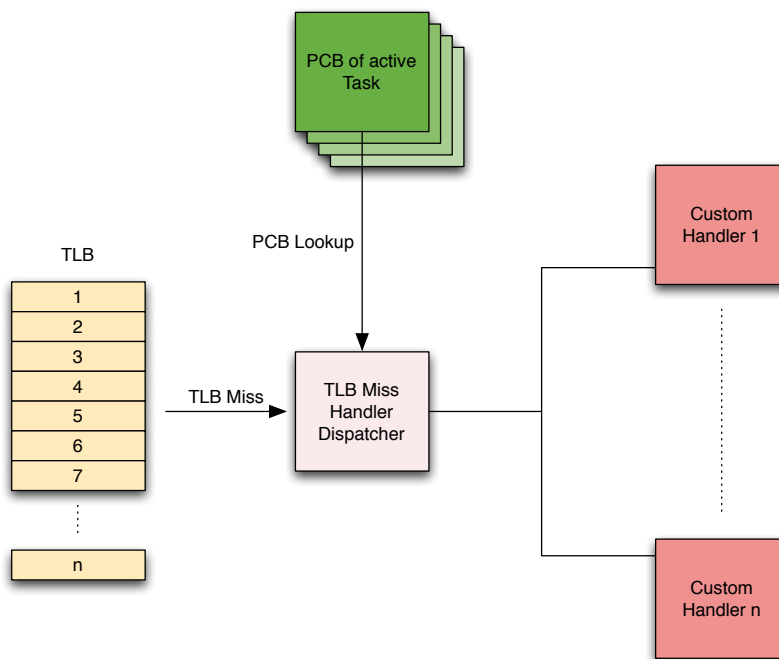 PCB of active
Task
PCB Lookup
TLB
1
2
3
4
5
6
7
n
TLB Miss
TLB Miss
Handler
Dispatcher
Custom
Handler 1
Custom
Handler n